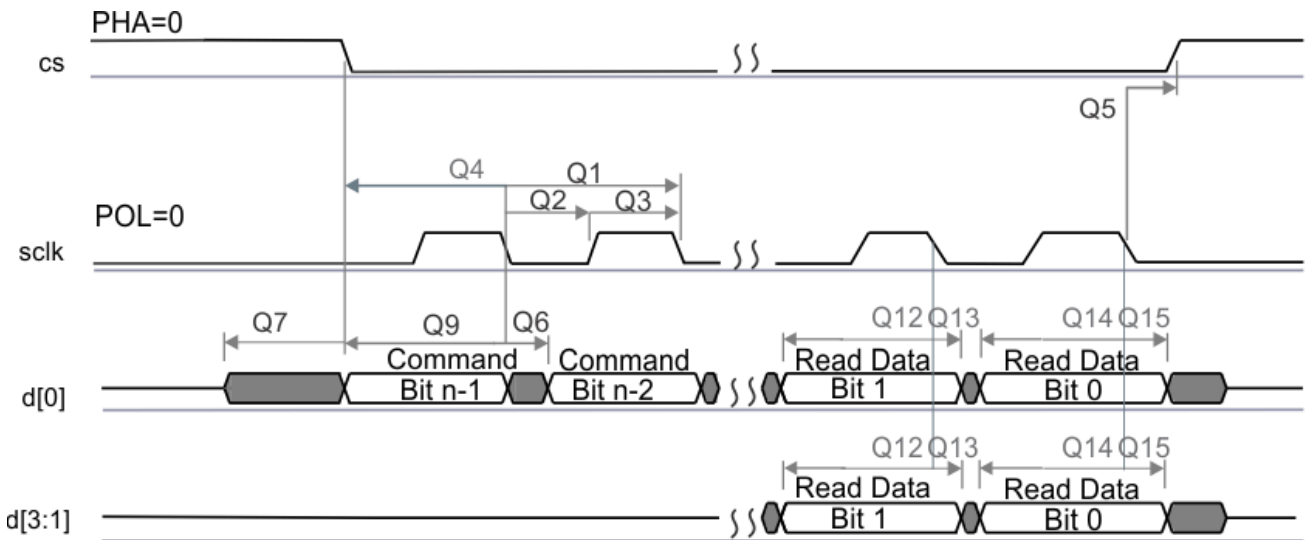 PHA=0
cs
Q5
Q4 Q1
Q2 Q3
POL=0
sclk
Q7 Q9 Q6 Q12 Q13 Q14 Q15
Command Command Read Data Read Data
d[0] Bit n-1 Bit n-2 Bit 1 Bit 0
Q12 Q13 Q14 Q15
Read Data Read Data
d[3:1] Bit 1 Bit 0